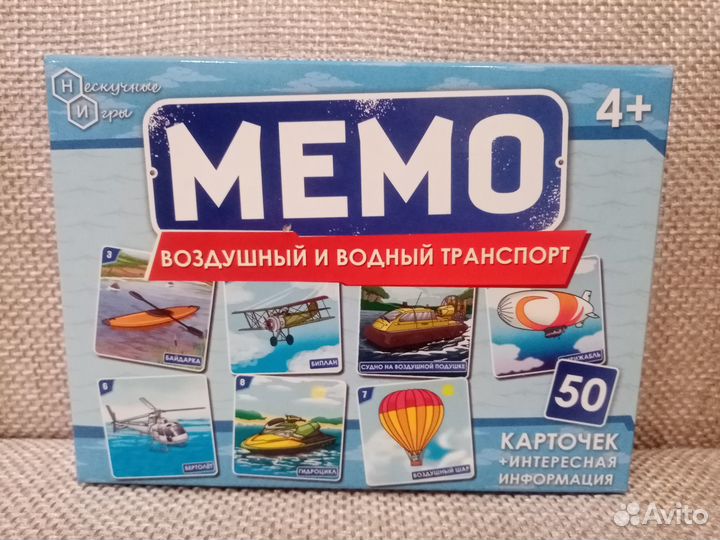 Нескучные
Игры
4+
МЕМО
ВОЗДУШНЫЙ И ВОДНЫЙ ТРАНСПОРТ
3
БАЙДАРКА
БИПЛАН
СУДНО НА ВОЗДУШНОЙ ПОДУШКЕ
6
ВЕРТОЛЁТ
8
ГИДРОЦИКЛ
7
ВОЗДУШНЫЙ ШАР
50
КАРТОЧЕК
+ИНТЕРЕСНАЯ
ИНФОРМАЦИЯ
Avito